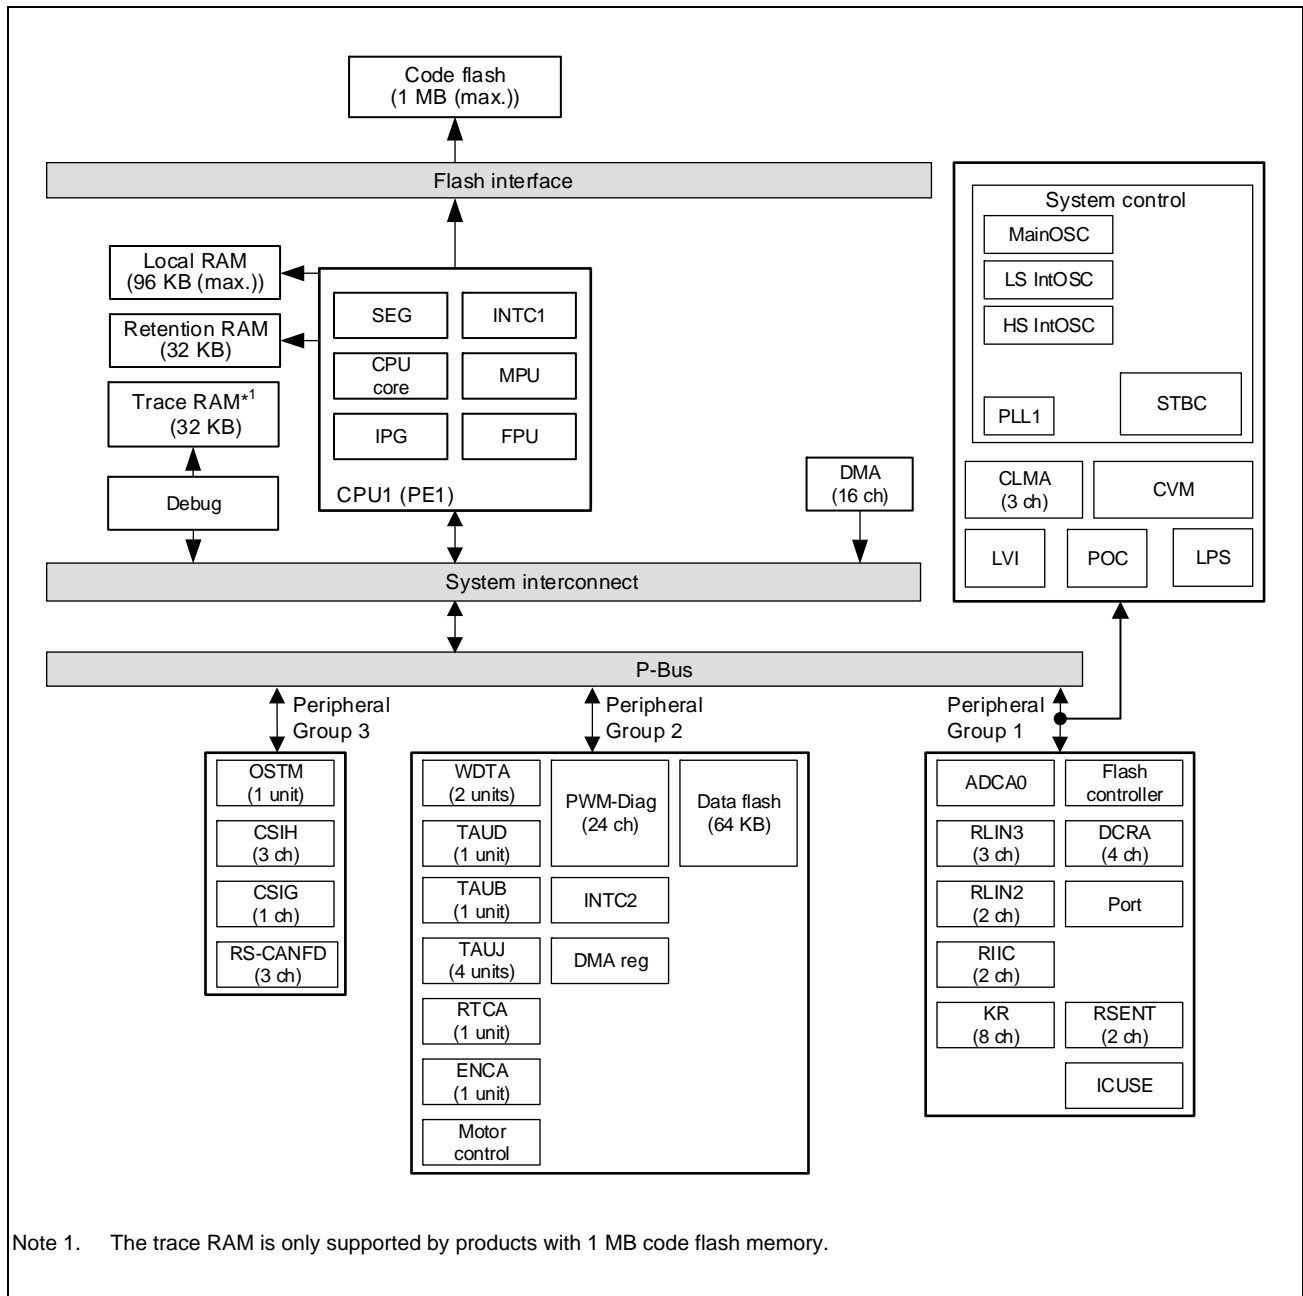 Code flash
(1 MB (max.))
Flash interface
Local RAM
(96 KB (max.))
Retention RAM
(32 KB)
Trace RAM*1
(32 KB)
Debug
SEG
INTC1
CPU
core
MPU
IPG
FPU
CPU1 (PE1)
DMA
(16 ch)
System control
MainOSC
LS IntOSC
HS IntOSC
PLL1
STBC
CLMA
(3 ch)
CVM
LVI
POC
LPS
System interconnect
P-Bus
Peripheral
Group 3
OSTM
(1 unit)
CSIH
(3 ch)
CSIG
(1 ch)
RS-CANFD
(3 ch)
Peripheral
Group 2
WDTA
(2 units)
TAUD
(1 unit)
TAUB
(1 unit)
TAUJ
(4 units)
RTCA
(1 unit)
ENCA
(1 unit)
Motor
control
PWM-Diag
(24 ch)
INTC2
DMA reg
Data flash
(64 KB)
Peripheral
Group 1
ADCA0
RLIN3
(3 ch)
RLIN2
(2 ch)
RIIC
(2 ch)
KR
(8 ch)
Flash
controller
DCRA
(4 ch)
Port
RSENT
(2 ch)
ICUSE
Note 1. The trace RAM is only supported by products with 1 MB code flash memory.